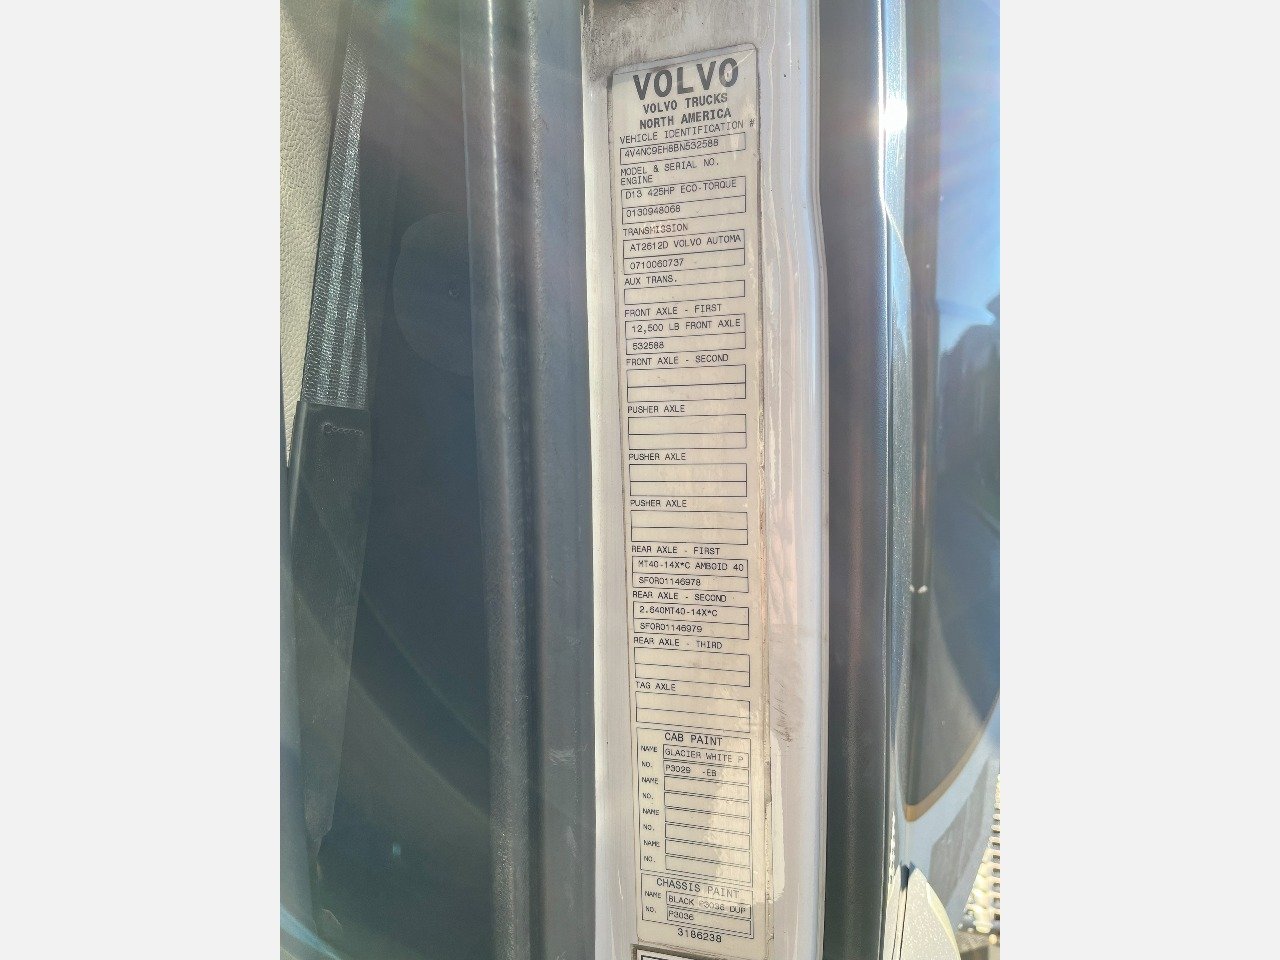 VOLVO
VOLVO TRUCKS
NORTH AMERICA
VEHICLE IDENTIFICATION #
4V4NC9EH8BN532588
MODEL & SERIAL NO.
ENGINE
D13 425HP ECO-TORQUE
0130948068
TRANSMISSION
AT2612D VOLVO AUTOMA
0710060737
AUX TRANS.
FRONT AXLE - FIRST
12,500 LB FRONT AXLE
532588
FRONT AXLE - SECOND
PUSHER AXLE
PUSHER AXLE
PUSHER AXLE
REAR AXLE - FIRST
MT40-14X*C AMBOID 40
SFOR01146978
REAR AXLE - SECOND
2.640MT40-14X*C
SFOR01146979
REAR AXLE - THIRD
TAG AXLE
CAB PAINT
NAME GLACIER WHITE P
NO. P3029 -EB
NAME
NO.
NAME
NO.
NAME
NO.
CHASSIS PAINT
NAME BLACK P3036 DUP
NO. P3036
3186238